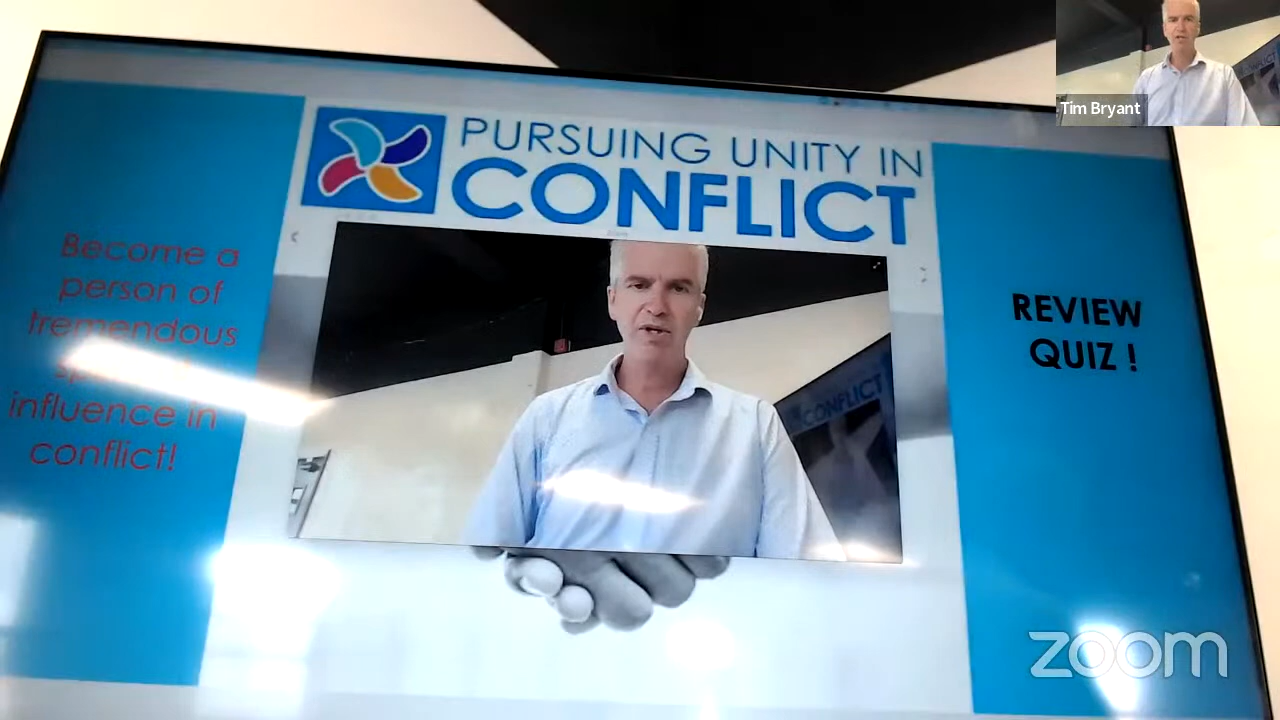 PURSUING UNITY IN
CONFLICT
Become a
person of
tremendous
influence in
conflict!
REVIEW
QUIZ !
CONFLICT
Tim Bryant
zoom